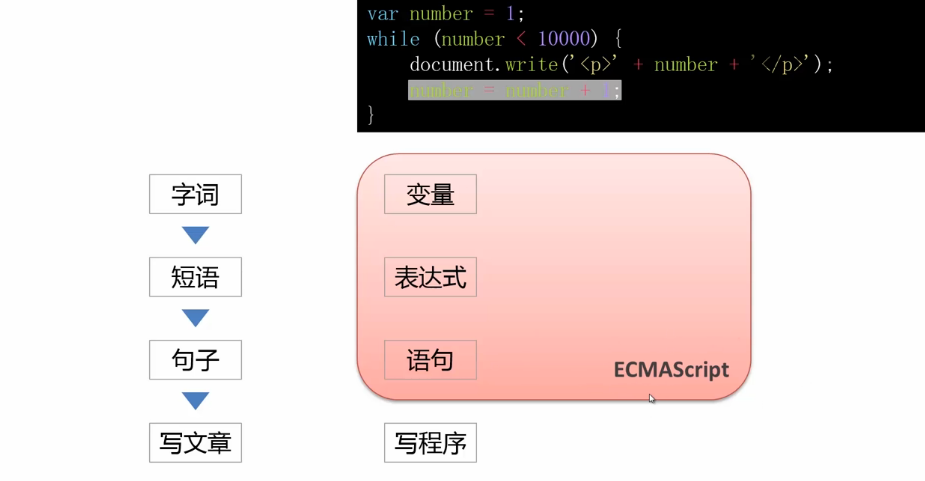 var number = 1;
while (number < 10000) {
document.write('<p>' + number + '</p>');
number = number + 1;
}
字词
变量
短语
表达式
句子
语句
ECMAScript
写文章
写程序